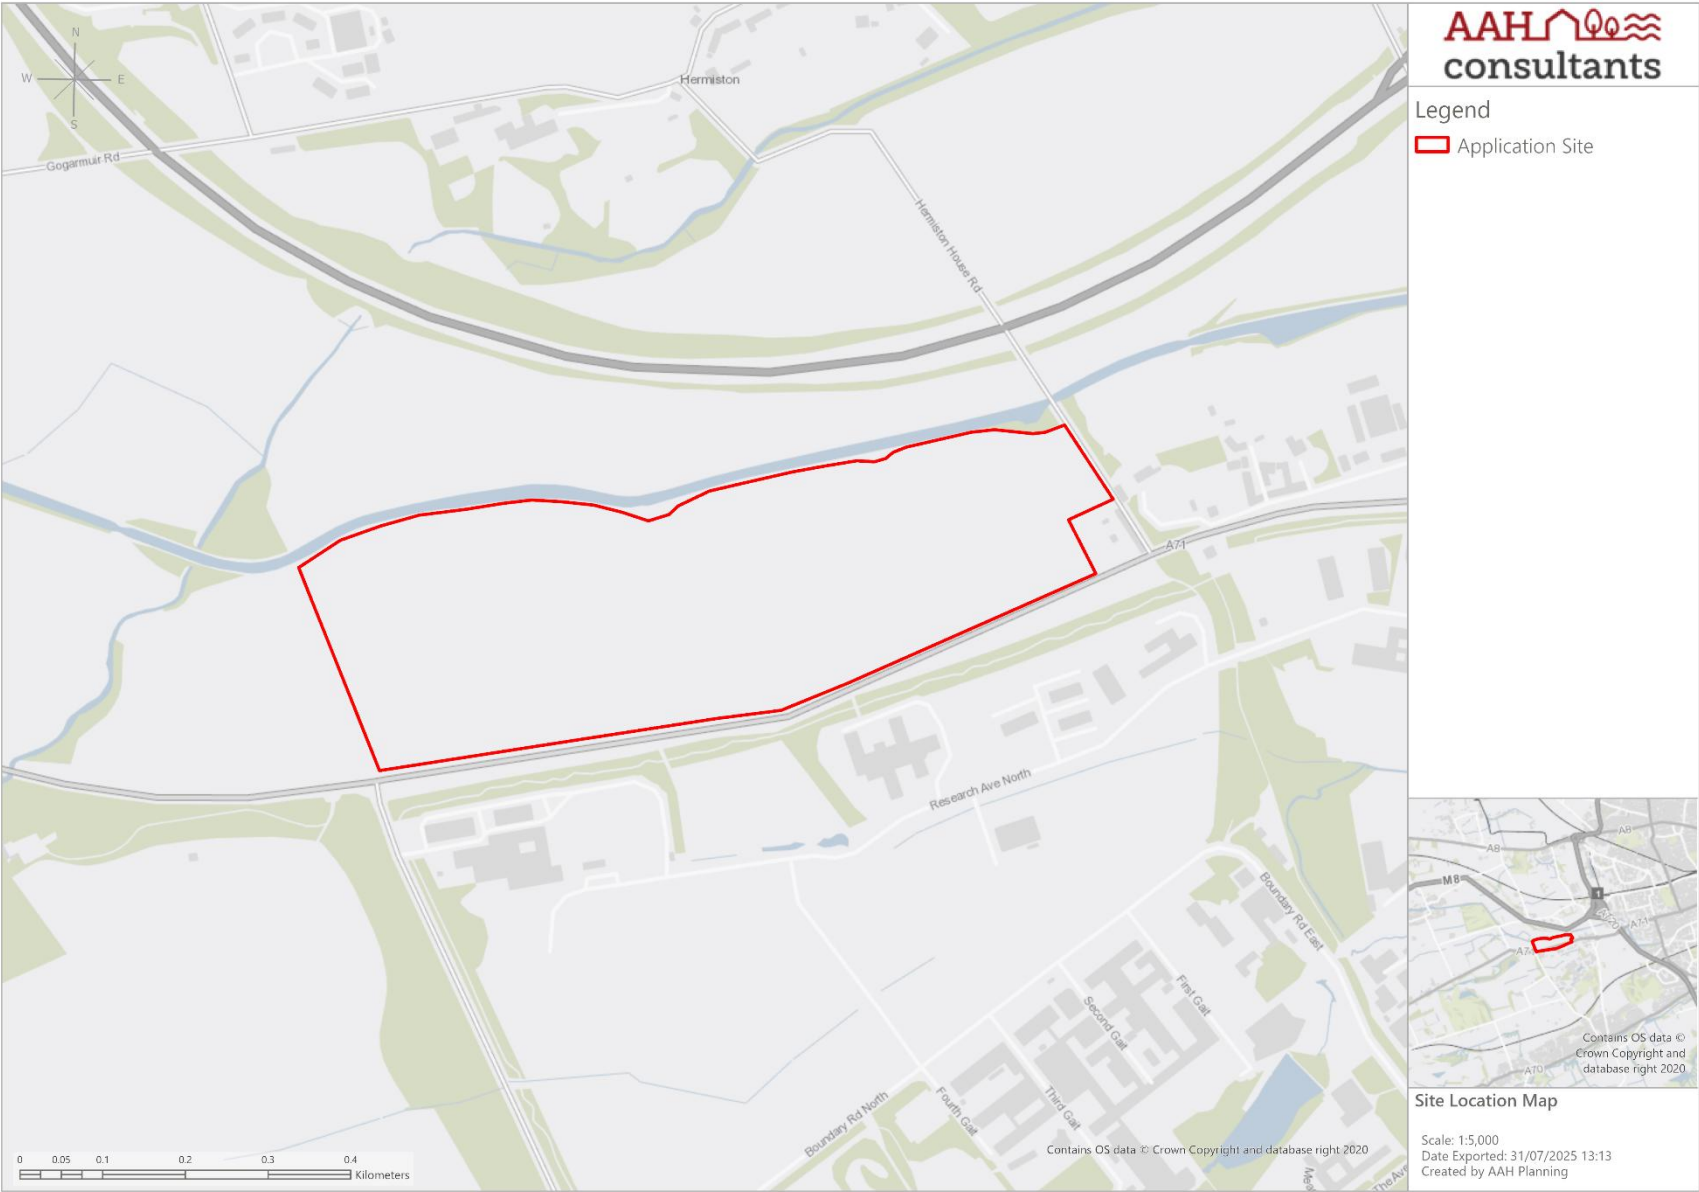 N
W E
S
Gogarmuir Rd
Hermiston
Hermiston House Rd
A71
Research Ave North
Boundary Rd East
First Gait
Second Gait
Third Gait
Fourth Gait
Boundary Rd North
The Ave
0 0.05 0.1 0.2 0.3 0.4
Kilometers
Contains OS data © Crown Copyright and database right 2020
AAH
consultants
Legend
Application Site
A8
A8
M8
1
A71
A70
Contains OS data ©
Crown Copyright and
database right 2020
Site Location Map
Scale: 1:5,000
Date Exported: 31/07/2025 13:13
Created by AAH Planning